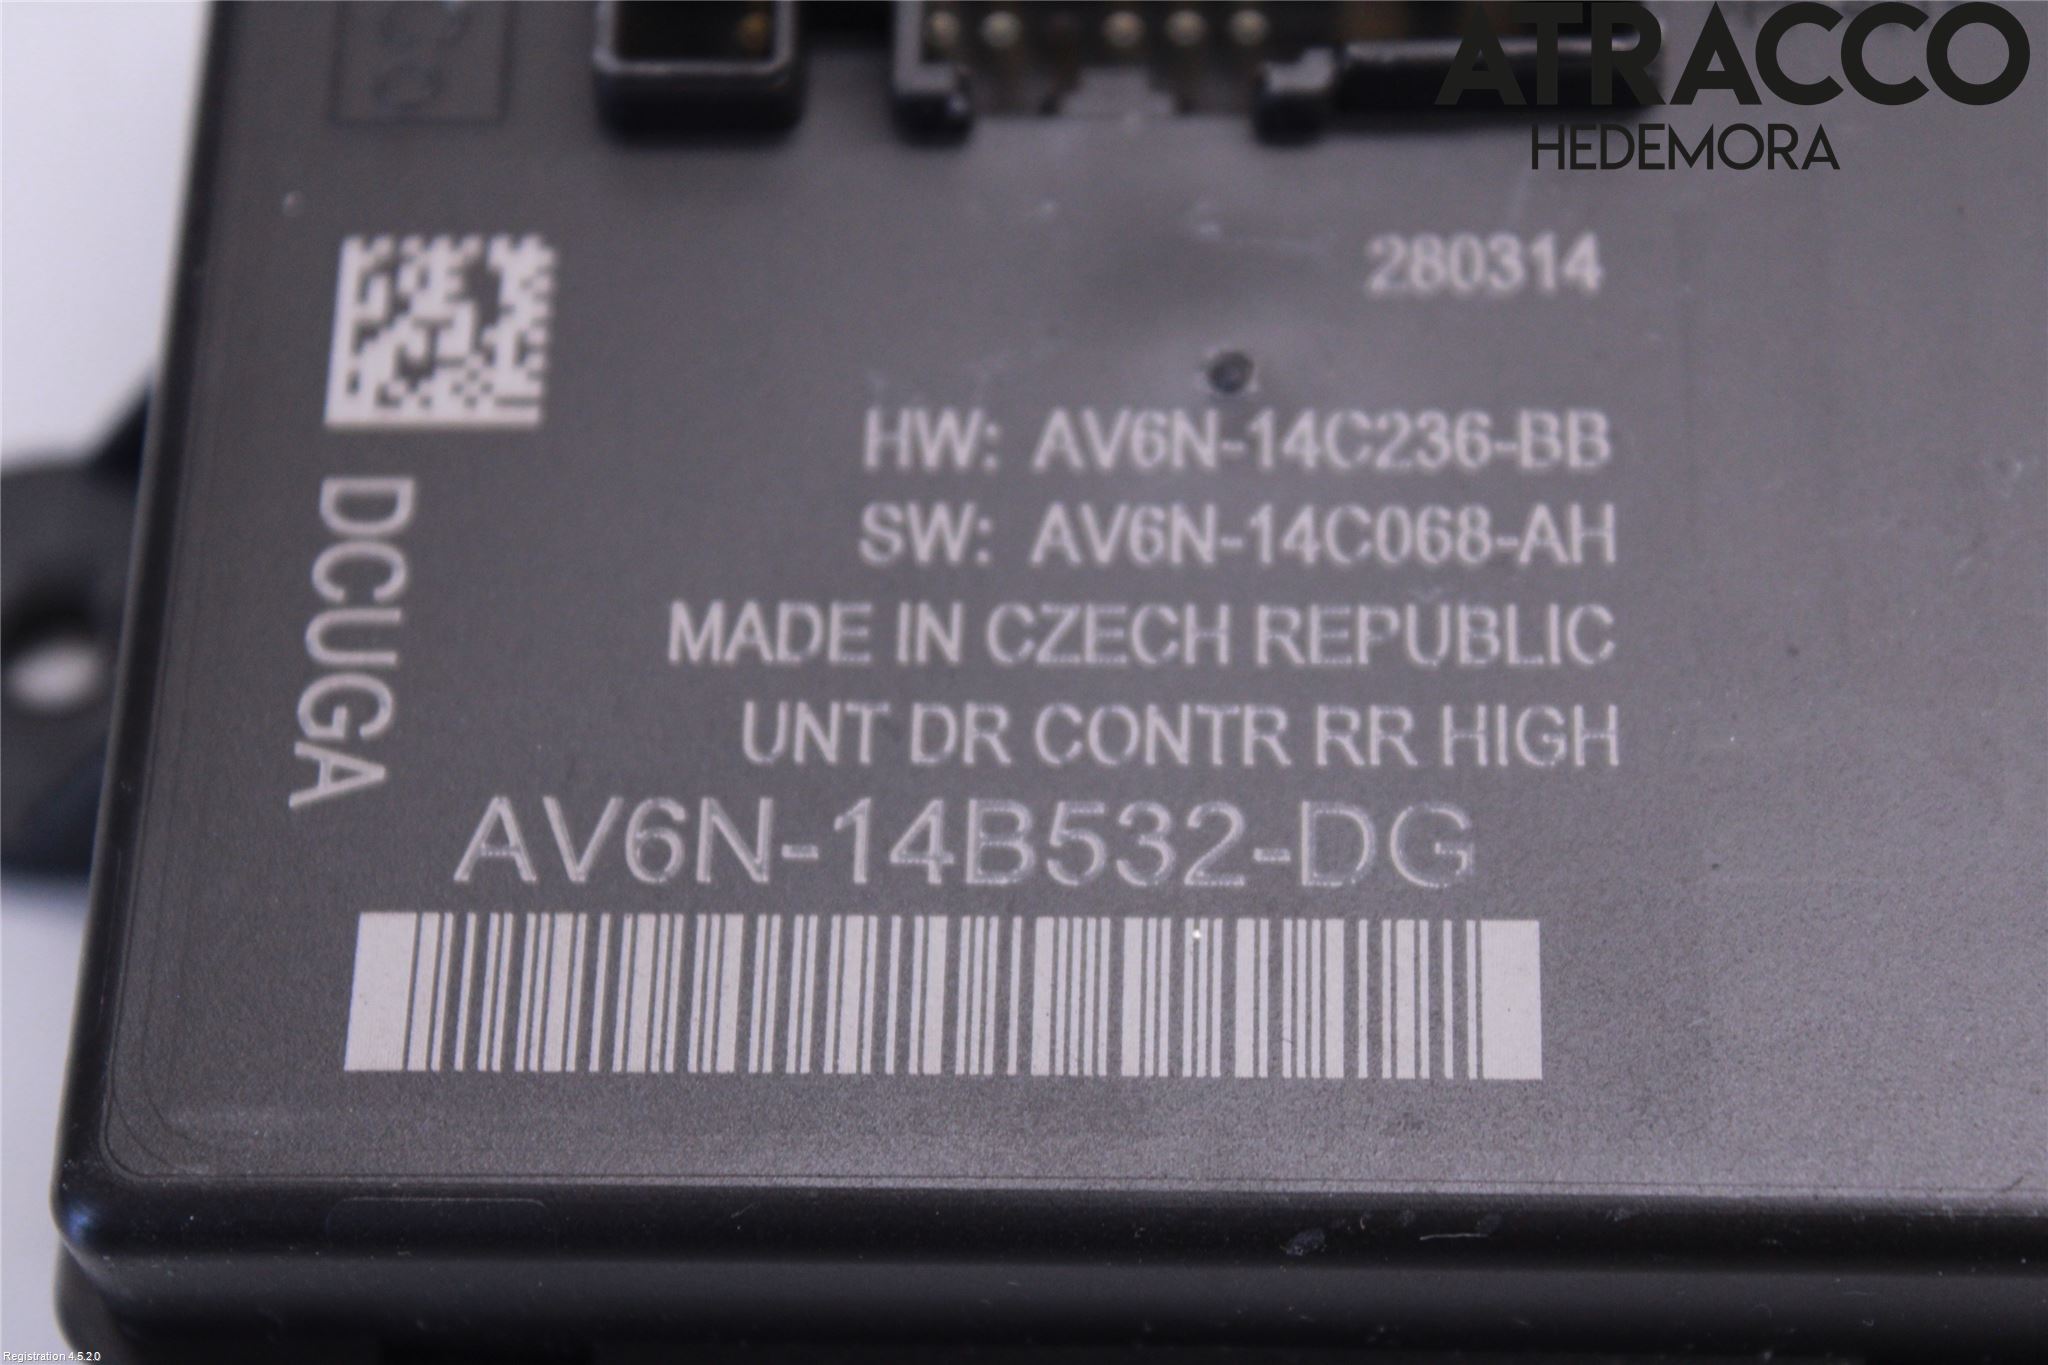 ATRACCO
HEDEMORA
280314
HW: AV6N-14C236-BB
SW: AV6N-14C068-AH
MADE IN CZECH REPUBLIC
UNT DR CONTR RR HIGH
DCUGA
AV6N-14B532-DG
Registration 4.5.2.0